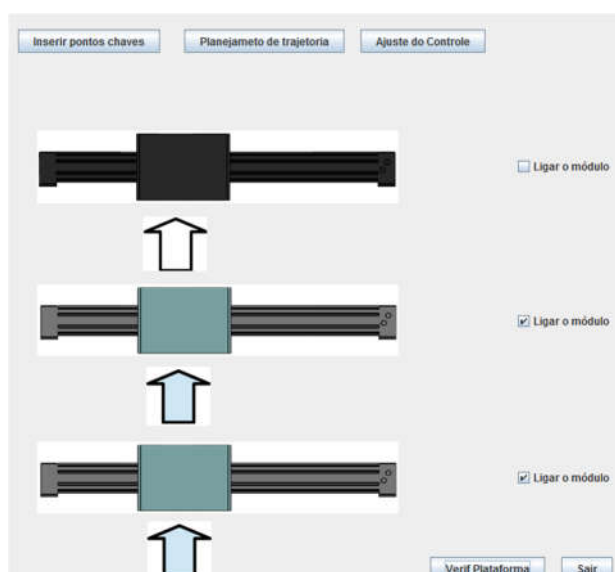 Inserir pontos chaves
Planejameto de trajetoria
Ajuste do Controle
Ligar o módulo
Ligar o módulo
Ligar o módulo
Verif Plataforma
Sair